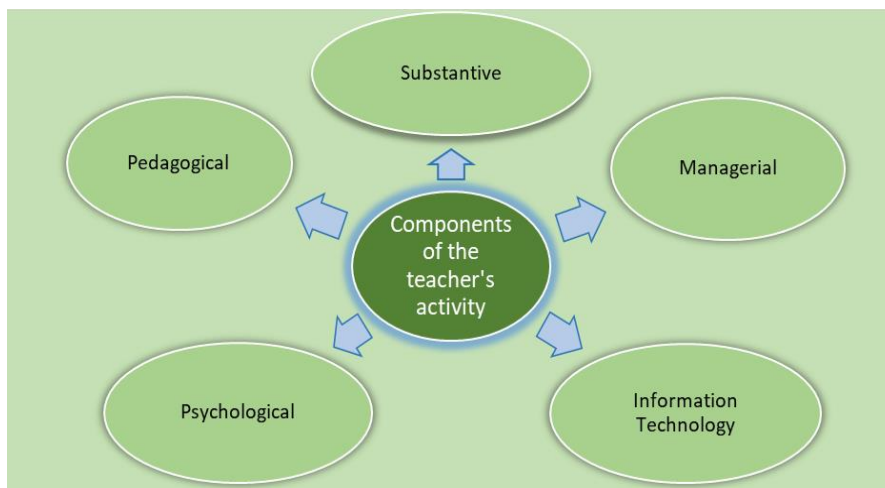 Substantive
Pedagogical
Managerial
Components
of the
teacher's
activity
Psychological
Information
Technology